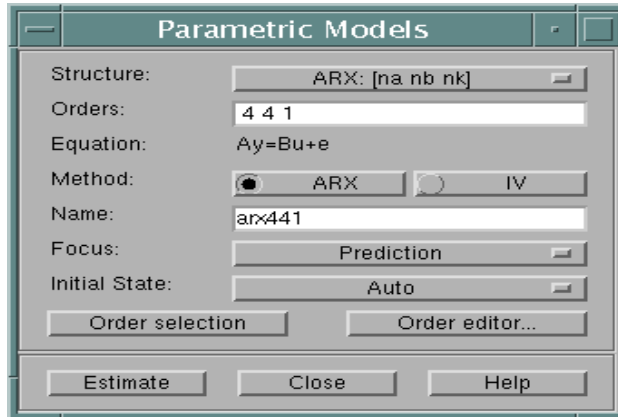 Parametric Models
Structure: ARX: [na nb nk]
Orders: 4 4 1
Equation: Ay=Bu+e
Method: ARX IV
Name: arx441
Focus: Prediction
Initial State: Auto
Order selection Order editor...
Estimate Close Help